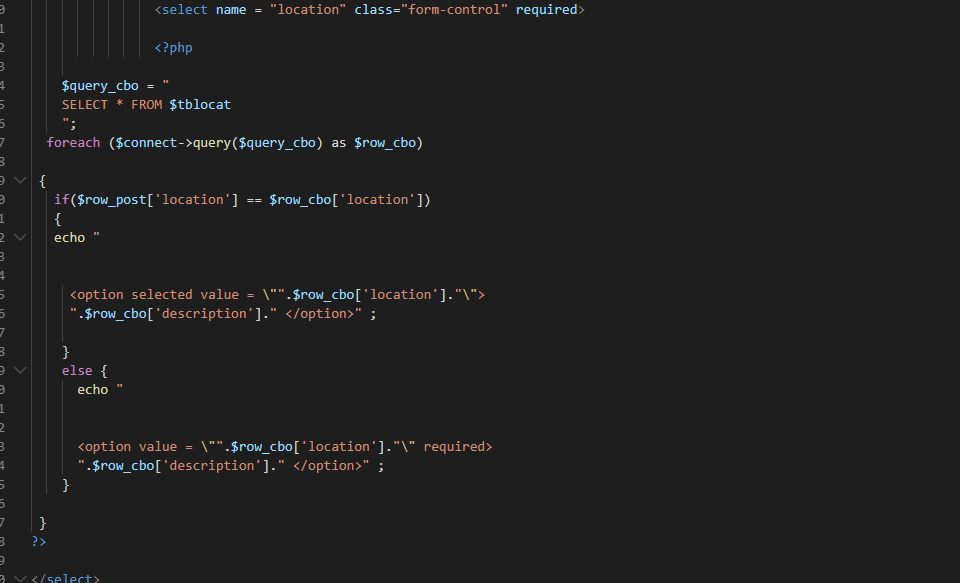 <select name = "location" class="form-control" required>
<?php
$query_cbo = "
SELECT * FROM $tblocat
";
foreach ($connect->query($query_cbo) as $row_cbo)
{
if($row_post['location'] == $row_cbo['location'])
{
echo "
<option selected value = \"".$row_cbo['location']."\">
".$row_cbo['description']." </option>" ;
}
else {
echo "
<option value = \"".$row_cbo['location']."\" required>
".$row_cbo['description']." </option>" ;
}
}
?>
</select>